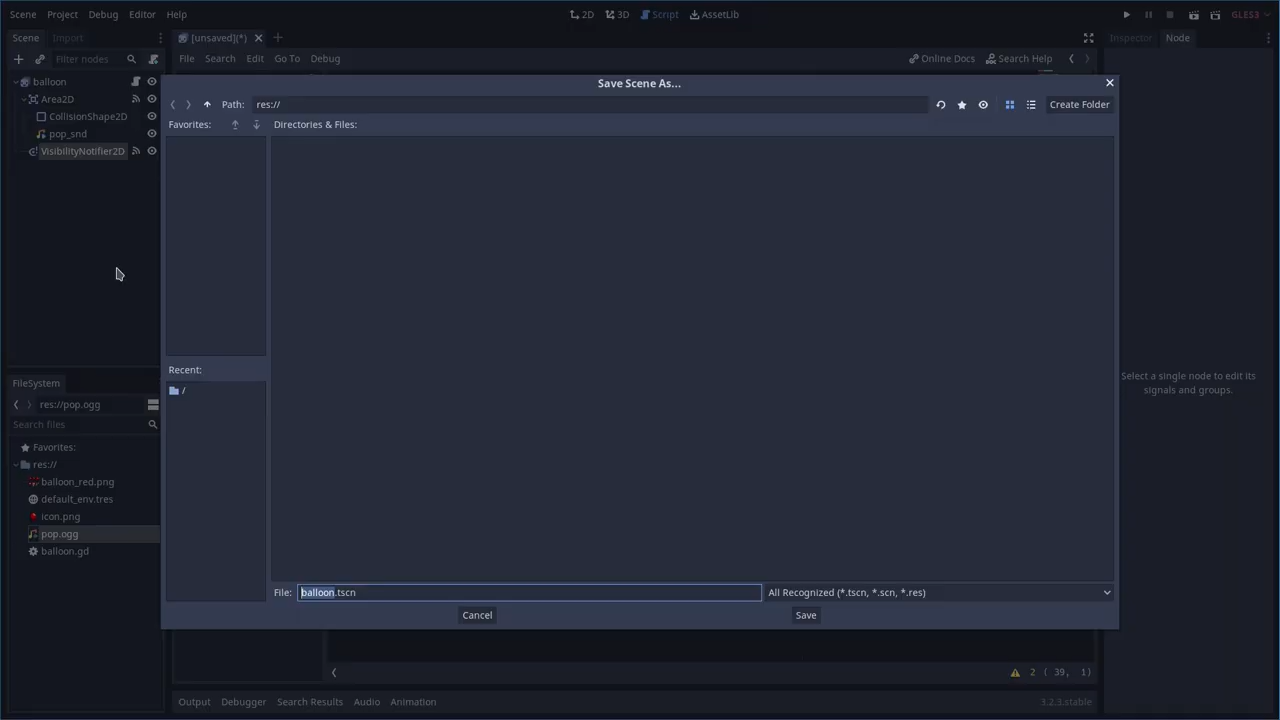 Scene Project Debug Editor Help
2D 3D Script AssetLib
GLES3
Scene Import
[unsaved](*)
Inspector Node
Filter nodes
File Search Edit Go To Debug
Online Docs Search Help
balloon
Area2D
CollisionShape2D
pop_snd
VisibilityNotifier2D
Save Scene As...
Path: res://
Create Folder
Favorites:
Directories & Files:
Recent:
/
File: balloon.tscn
All Recognized (*.tscn, *.scn, *.res)
Cancel
Save
Select a single node to edit its
signals and groups.
FileSystem
res://pop.ogg
Search files
Favorites:
res://
balloon_red.png
default_env.tres
icon.png
pop.ogg
balloon.gd
2 ( 39, 1)
Output Debugger Search Results Audio Animation
3.2.3.stable